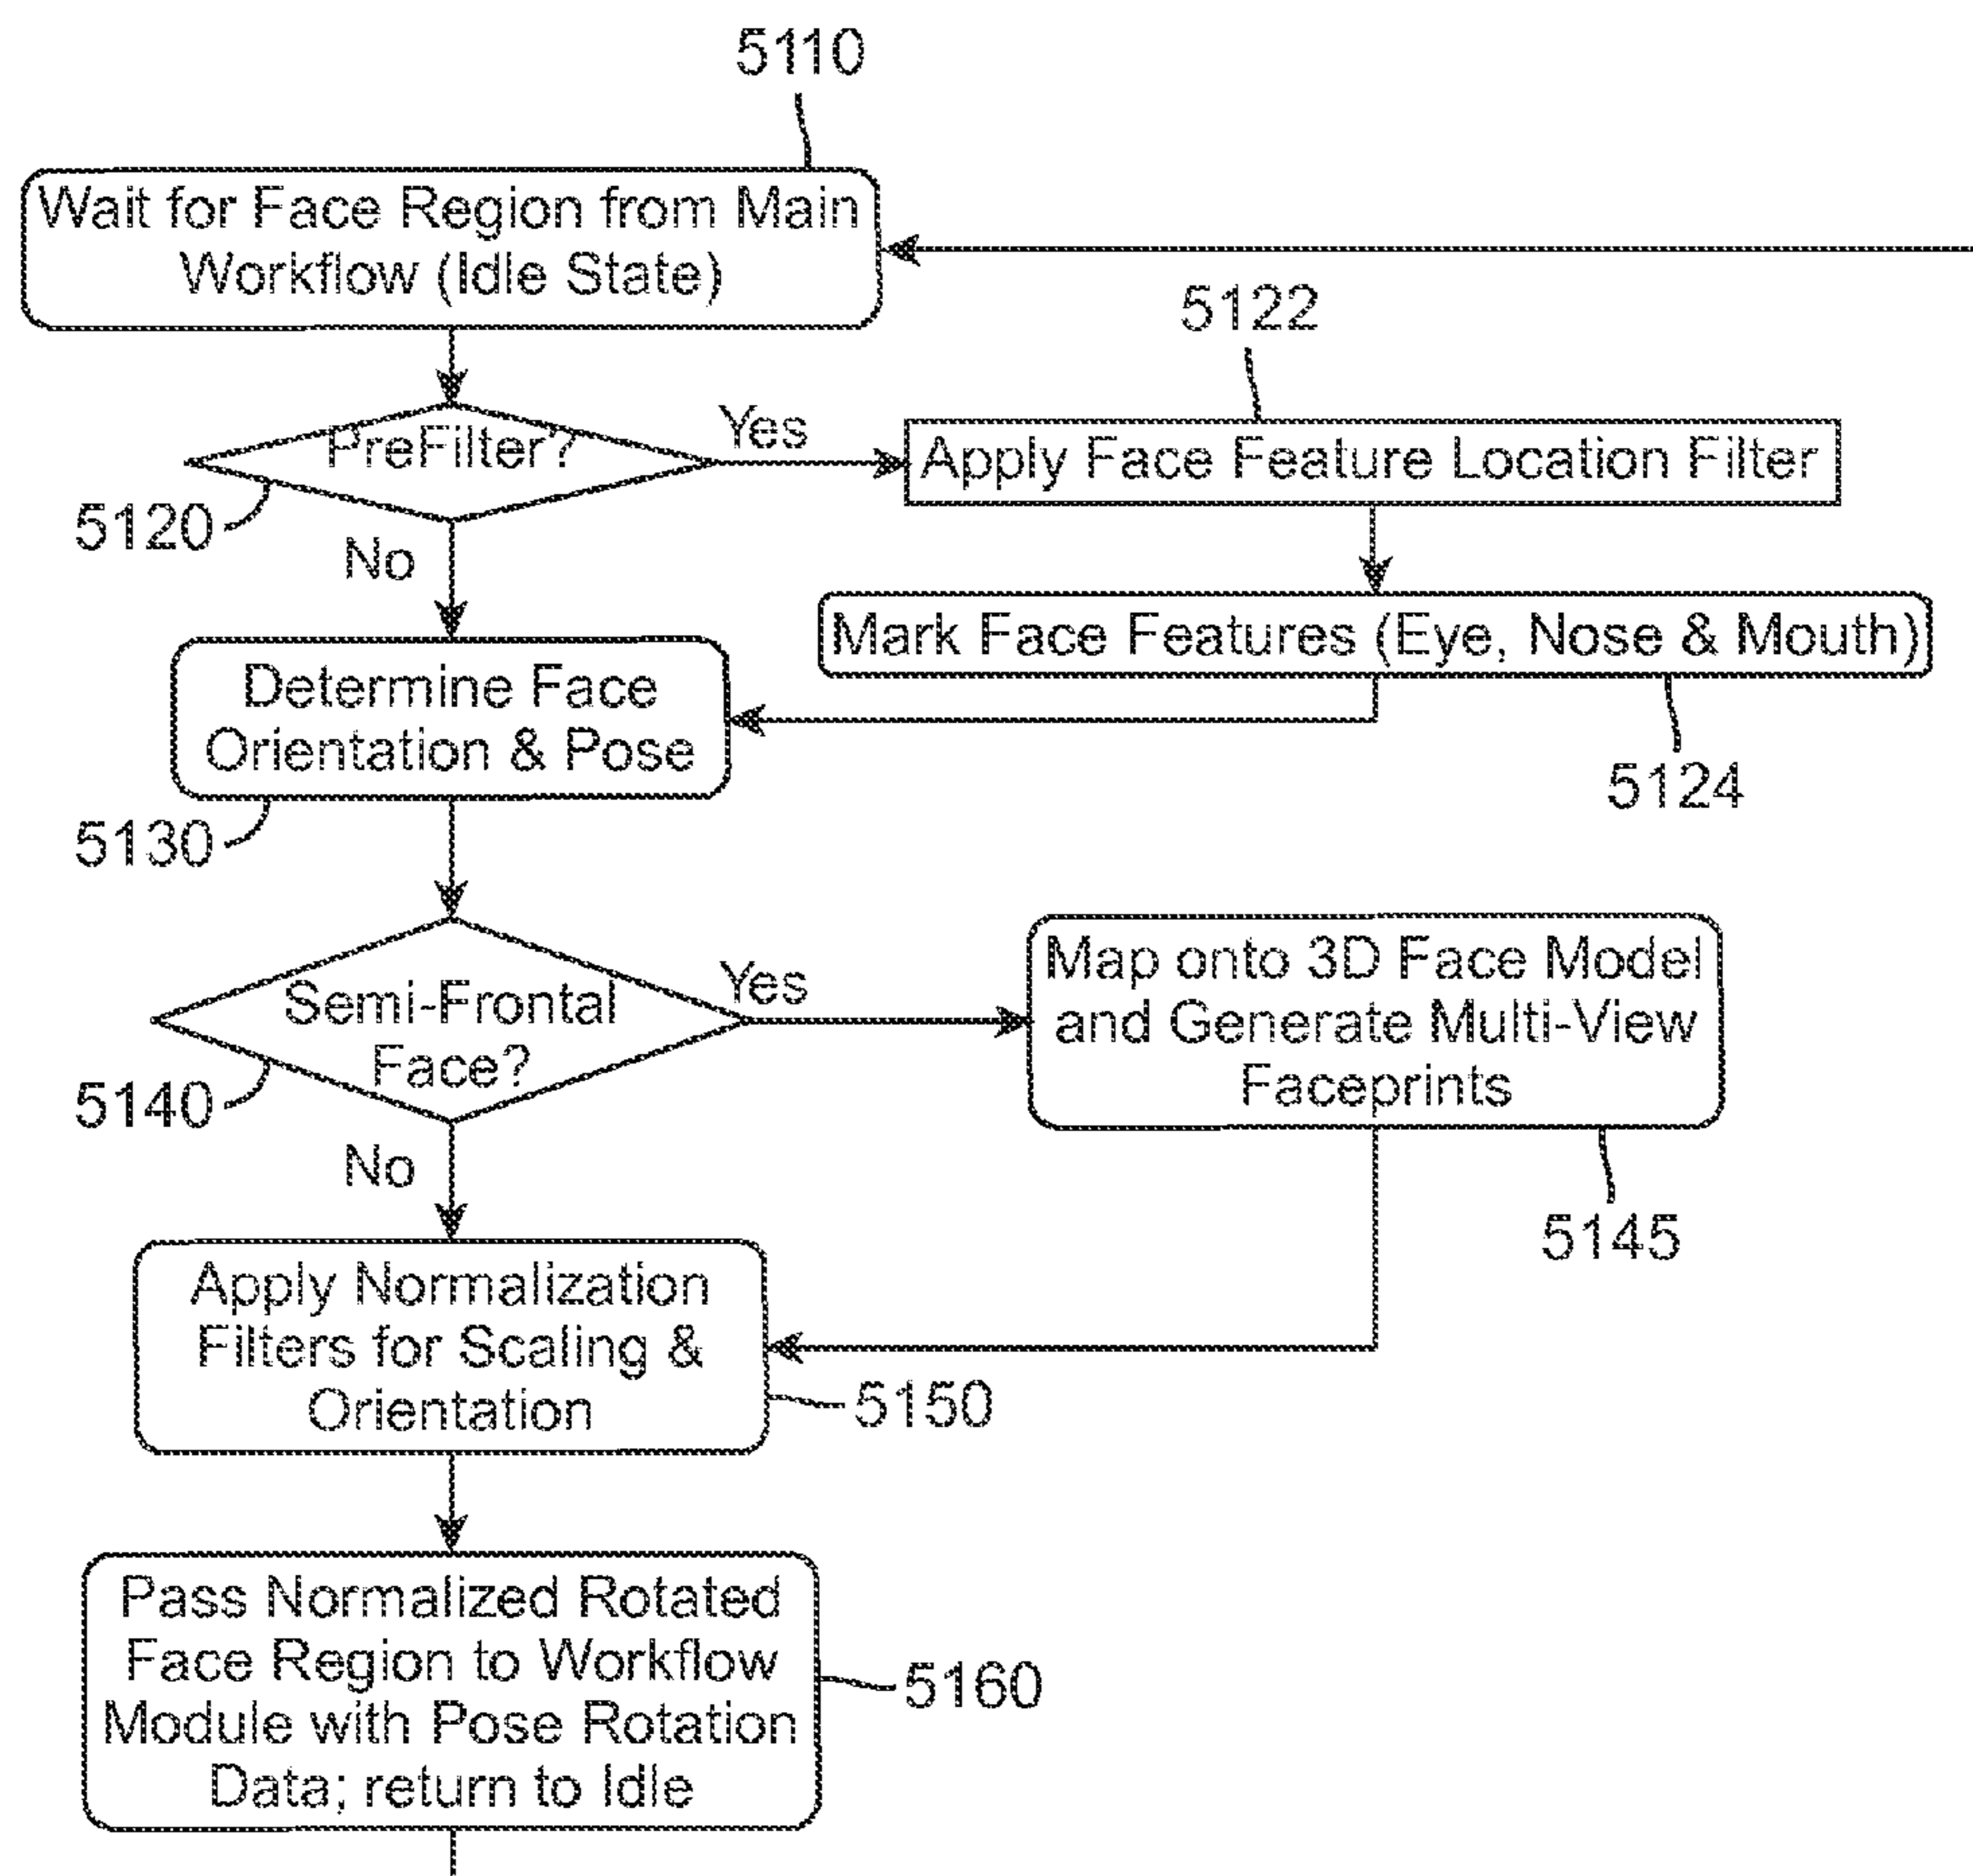 5110
Wait for Face Region from Main
Workflow (Idle State)
5122
PreFilter?
Yes
Apply Face Feature Location Filter
5120
No
Mark Face Features (Eye, Nose & Mouth)
Determine Face
Orientation & Pose
5124
5130
Semi-Frontal
Face?
Yes
Map onto 3D Face Model
and Generate Multi-View
Faceprints
5140
No
5145
Apply Normalization
Filters for Scaling &
Orientation
5150
Pass Normalized Rotated
Face Region to Workflow
Module with Pose Rotation
Data; return to Idle
5160